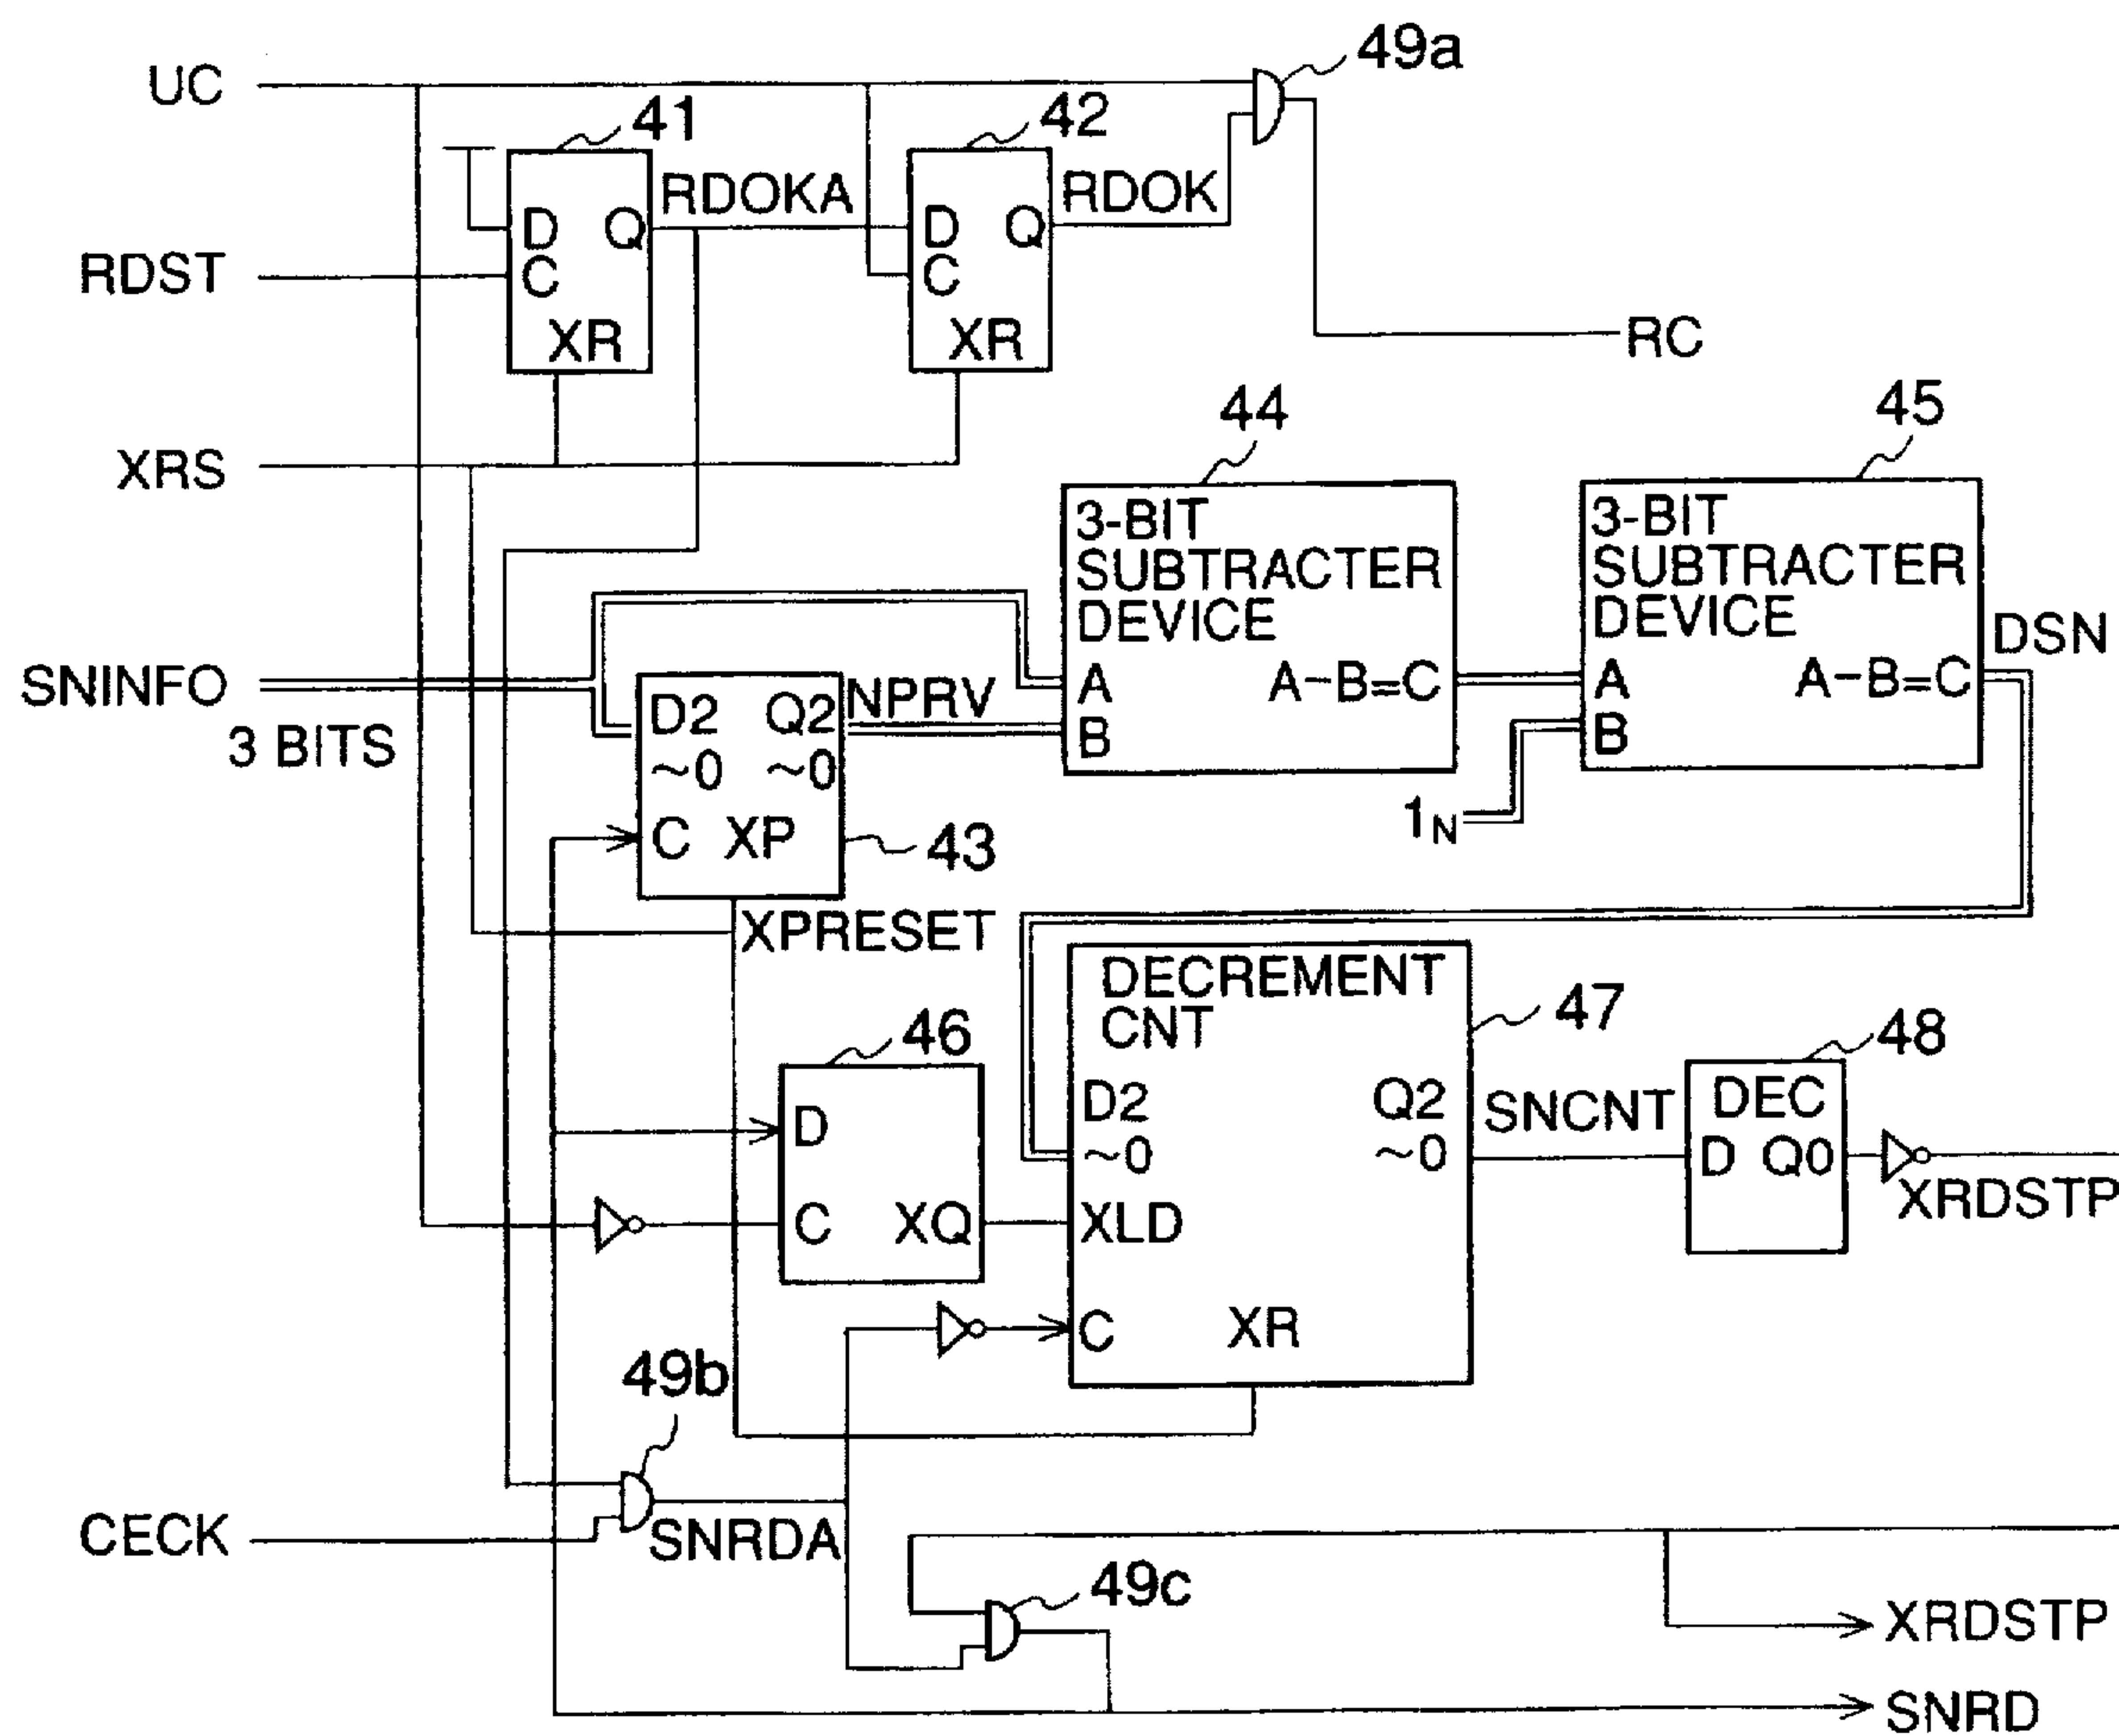 UC
49a
41
42
RDOKA
RDOK
D Q
C
XR
D Q
C
XR
RDST
RC
XRS
44
45
3-BIT
SUBTRACTER
DEVICE
A A-B=C
B
3-BIT
SUBTRACTER
DEVICE
A A-B=C
B
DSN
SNINFO
3 BITS
D2 Q2
~0 ~0
C XP
NPRV
43
1N
XPRESET
46
D
C XQ
DECREMENT
CNT
D2 Q2
~0 ~0
XLD
C XR
47
SNCNT
48
DEC
D Q0
XRDSTP
49b
CECK
SNRDA
49c
XRDSTP
SNRD